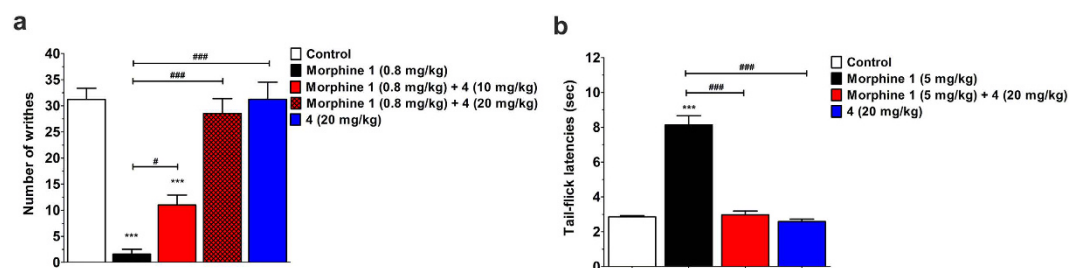 a
Number of writhes
40
35
30
25
20
15
10
5
0
###
###
#
***
***
Control
Morphine 1 (0.8 mg/kg)
Morphine 1 (0.8 mg/kg) + 4 (10 mg/kg)
Morphine 1 (0.8 mg/kg) + 4 (20 mg/kg)
4 (20 mg/kg)
b
Tail-flick latencies (sec)
12
10
8
6
4
2
0
###
###
***
Control
Morphine 1 (5 mg/kg)
Morphine 1 (5 mg/kg) + 4 (20 mg/kg)
4 (20 mg/kg)